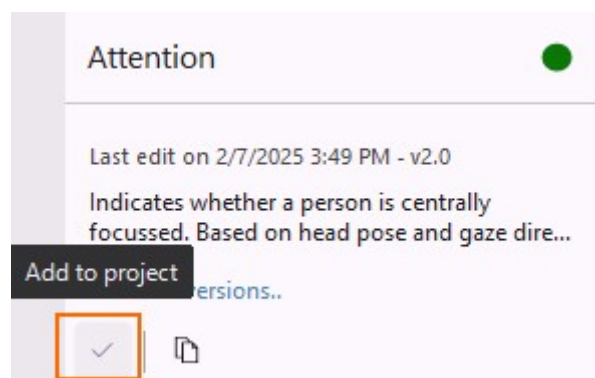 Attention
Last edit on 2/7/2025 3:49 PM - v2.0
Indicates whether a person is centrally
focussed. Based on head pose and gaze dire...
Add to project
ersions..